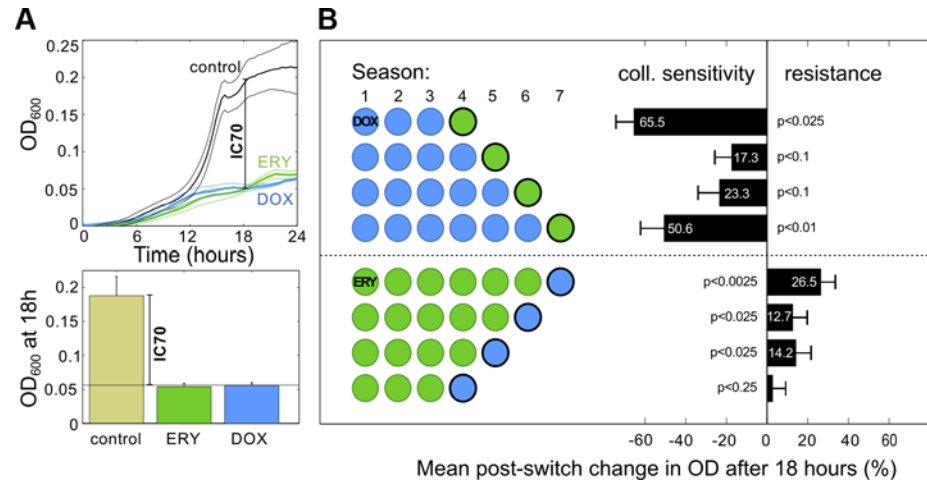 A
0.25
0.2
0.15
0.1
0.05
0
OD600
control
IC70
ERY
DOX
0 6 12 18 24
Time (hours)
0.2
0.15
0.1
0.05
0
OD600 at 18h
IC70
control ERY DOX
B
Season:
1 2 3 4 5 6 7
DOX
ERY
coll. sensitivity resistance
65.5 p<0.025
17.3 p<0.1
23.3 p<0.1
50.6 p<0.01
p<0.0025 26.5
p<0.025 12.7
p<0.025 14.2
p<0.25
-60 -40 -20 0 20 40 60
Mean post-switch change in OD after 18 hours (%)